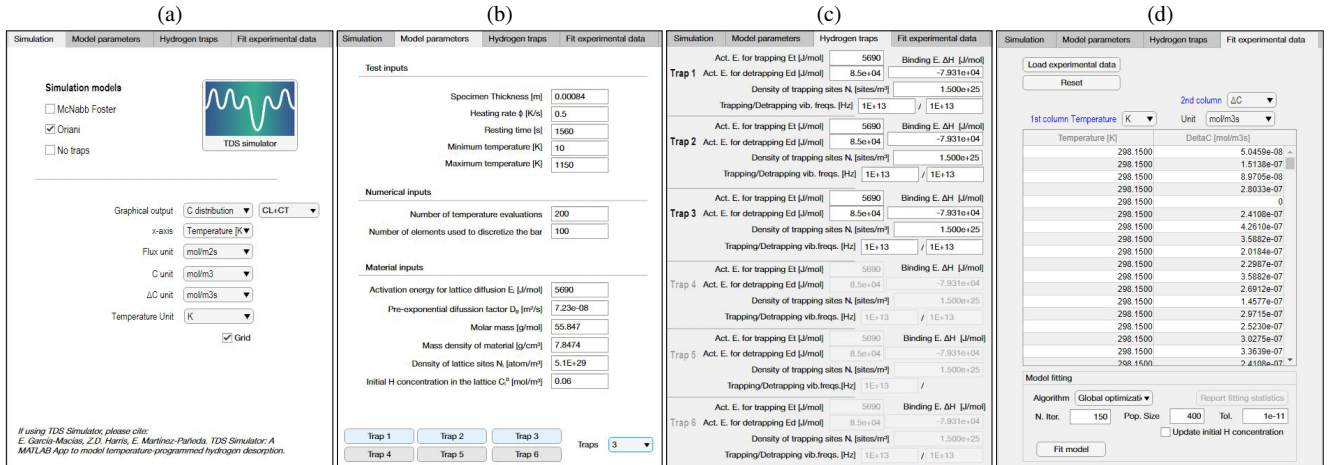 (a)
Simulation Model parameters Hydrogen traps Fit experimental data
Simulation models
McNabb Foster
Oriani
No traps
TDS simulator
Graphical output C distribution CL+CT
x-axis Temperature [K
Flux unit mol/m2s
C unit mol/m3
ΔC unit mol/m3s
Temperature Unit K
Grid
If using TDS Simulator, please cite:
E. García-Macías, Z.D. Harris, E. Martínez-Pañeda. TDS Simulator: A
MATLAB App to model temperature-programmed hydrogen desorption.
(b)
Simulation Model parameters Hydrogen traps Fit experimental data
Test inputs
Specimen Thickness [m] 0.00084
Heating rate ϕ [K/s] 0.5
Resting time [s] 1560
Minimum temperature [K] 10
Maximum temperature [K] 1150
Numerical inputs
Number of temperature evaluations 200
Number of elements used to discretize the bar 100
Material inputs
Activation energy for lattice diffusion Eₗ [J/mol] 5690
Pre-exponential difussion factor D₀ [m²/s] 7.23e-08
Molar mass [g/mol] 55.847
Mass density of material [g/cm³] 7.8474
Density of lattice sites Nₗ [atom/m³] 5.1E+29
Initial H concentration in the lattice Cₗ⁰ [mol/m³] 0.06
Trap 1 Trap 2 Trap 3
Trap 4 Trap 5 Trap 6
Traps 3
(c)
Simulation Model parameters Hydrogen traps Fit experimental data
Act. E. for trapping Et [J/mol] 5690 Binding E. ΔH [J/mol]
Trap 1 Act. E. for detrapping Ed [J/mol] 8.5e+04 -7.931e+04
Density of trapping sites Nₜ [sites/m³] 1.500e+25
Trapping/Detrapping vib. freqs. [Hz] 1E+13 / 1E+13
Act. E. for trapping Et [J/mol] 5690 Binding E. ΔH [J/mol]
Trap 2 Act. E. for detrapping Ed [J/mol] 8.5e+04 -7.931e+04
Density of trapping sites Nₜ [sites/m³] 1.500e+25
Trapping/Detrapping vib. freqs. [Hz] 1E+13 / 1E+13
Act. E. for trapping Et [J/mol] 5690 Binding E. ΔH [J/mol]
Trap 3 Act. E. for detrapping Ed [J/mol] 8.5e+04 -7.931e+04
Density of trapping sites Nₜ [sites/m³] 1.500e+25
Trapping/Detrapping vib.freqs. [Hz] 1E+13 / 1E+13
Act. E. for trapping Et [J/mol] 5690 Binding E. ΔH [J/mol]
Trap 4 Act. E. for detrapping Ed [J/mol] 8.5e+04 -7.931e+04
Density of trapping sites Nₜ [sites/m³] 1.500e+25
Trapping/Detrapping vib. freqs. [Hz] 1E+13 / 1E+13
Act. E. for trapping Et [J/mol] 5690 Binding E. ΔH [J/mol]
Trap 5 Act. E. for detrapping Ed [J/mol] 8.5e+04 -7.931e+04
Density of trapping sites Nₜ [sites/m³] 1.500e+25
Trapping/Detrapping vib.freqs.[Hz] 1E+13 /
Act. E. for trapping Et [J/mol] 5690 Binding E. ΔH [J/mol]
Trap 6 Act. E. for detrapping Ed [J/mol] 8.5e+04 -7.931e+04
Density of trapping sites Nₜ [sites/m³] 1.500e+25
Trapping/Detrapping vib. freqs. [Hz] 1E+13 / 1E+13
(d)
Simulation Model parameters Hydrogen traps Fit experimental data
Load experimental data
Reset
2nd column ΔC
1st column Temperature K Unit mol/m3s
Temperature [K] DeltaC [mol/m3s]
298.1500 5.0459e-08
298.1500 1.5138e-07
298.1500 8.9705e-08
298.1500 2.8033e-07
298.1500 0
298.1500 2.4108e-07
298.1500 4.2610e-07
298.1500 3.5882e-07
298.1500 2.0184e-07
298.1500 2.2987e-07
298.1500 3.5882e-07
298.1500 2.6912e-07
298.1500 1.4577e-07
298.1500 2.9715e-07
298.1500 2.5230e-07
298.1500 3.0275e-07
298.1500 3.3639e-07
298.1500 2.4108e-07
Model fitting
Algorithm Global optimizati Report fitting statistics
N. Iter. 150 Pop. Size 400 Tol. 1e-11
Update initial H concentration
Fit model